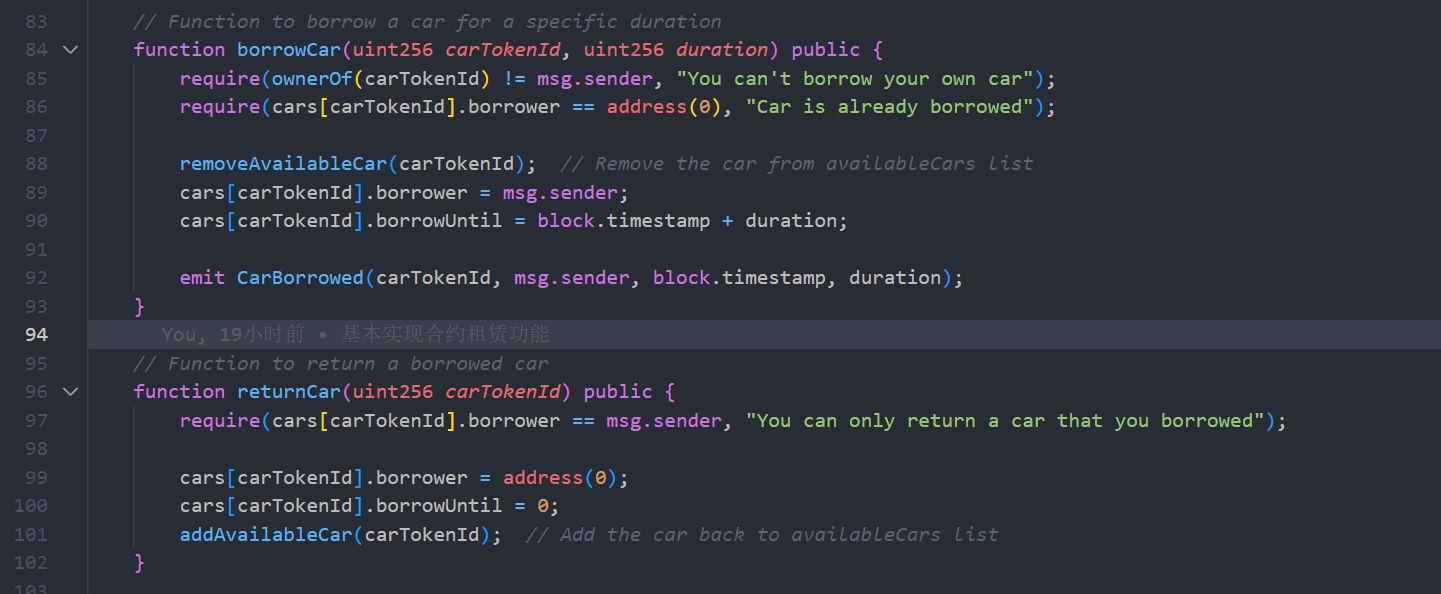 83 // Function to borrow a car for a specific duration
84 function borrowCar(uint256 carTokenId, uint256 duration) public {
85 require(ownerOf(carTokenId) != msg.sender, "You can't borrow your own car");
86 require(cars[carTokenId].borrower == address(0), "Car is already borrowed");
87
88 removeAvailableCar(carTokenId); // Remove the car from availableCars list
89 cars[carTokenId].borrower = msg.sender;
90 cars[carTokenId].borrowUntil = block.timestamp + duration;
91
92 emit CarBorrowed(carTokenId, msg.sender, block.timestamp, duration);
93 }
94 You, 19小时前 • 基本实现合约租赁功能
95 // Function to return a borrowed car
96 function returnCar(uint256 carTokenId) public {
97 require(cars[carTokenId].borrower == msg.sender, "You can only return a car that you borrowed");
98
99 cars[carTokenId].borrower = address(0);
100 cars[carTokenId].borrowUntil = 0;
101 addAvailableCar(carTokenId); // Add the car back to availableCars list
102 }
103